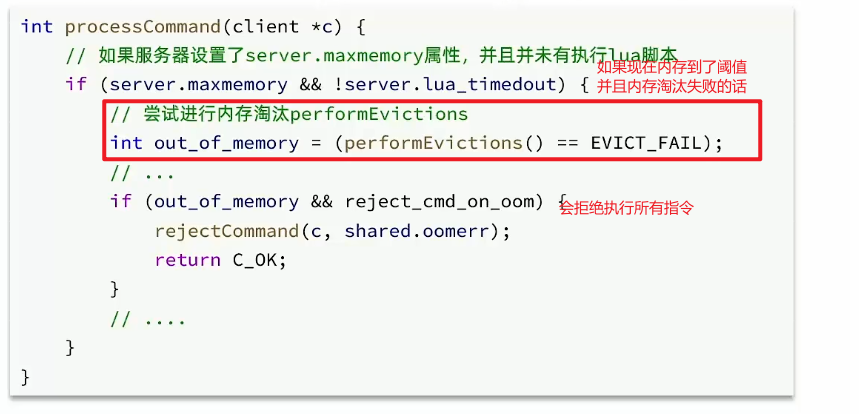 int processCommand(client *c) {
// 如果服务器设置了server.maxmemory属性，并且并未有执行lua脚本
如果现在内存到了阈值
if (server.maxmemory && !server.lua_timedout) {
并且内存淘汰失败的话
// 尝试进行内存淘汰performEvictions
int out_of_memory = (performEvictions() == EVICT_FAIL);
// ...
if (out_of_memory && reject_cmd_on_oom) {
会拒绝执行所有指令
rejectCommand(c, shared.oomerr);
return C_OK;
}
// ....
}
}